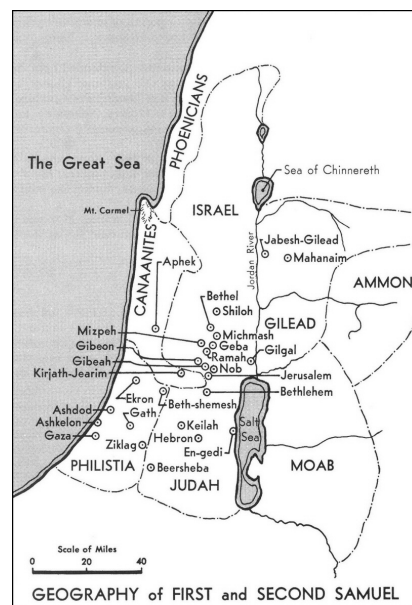 PHOENICIANS
The Great Sea
Sea of Chinnereth
Mt. Carmel
ISRAEL
CANAANITES
Aphek
Jordan River
Jabesh-Gilead
Mahanaim
AMMON
Bethel
Shiloh
Mizpeh
Michmash
GILEAD
Gibeon
Geba
Ramah
Gilgal
Gibeah
Nob
Kirjath-Jearim
Jerusalem
Ekron
Beth-shemesh
Bethlehem
Ashdod
Gath
Ashkelon
Keilah
Salt
Sea
Gaza
Ziklag
Hebron
En-gedi
PHILISTIA
Beersheba
MOAB
JUDAH
Scale of Miles
0 20 40
GEOGRAPHY of FIRST and SECOND SAMUEL